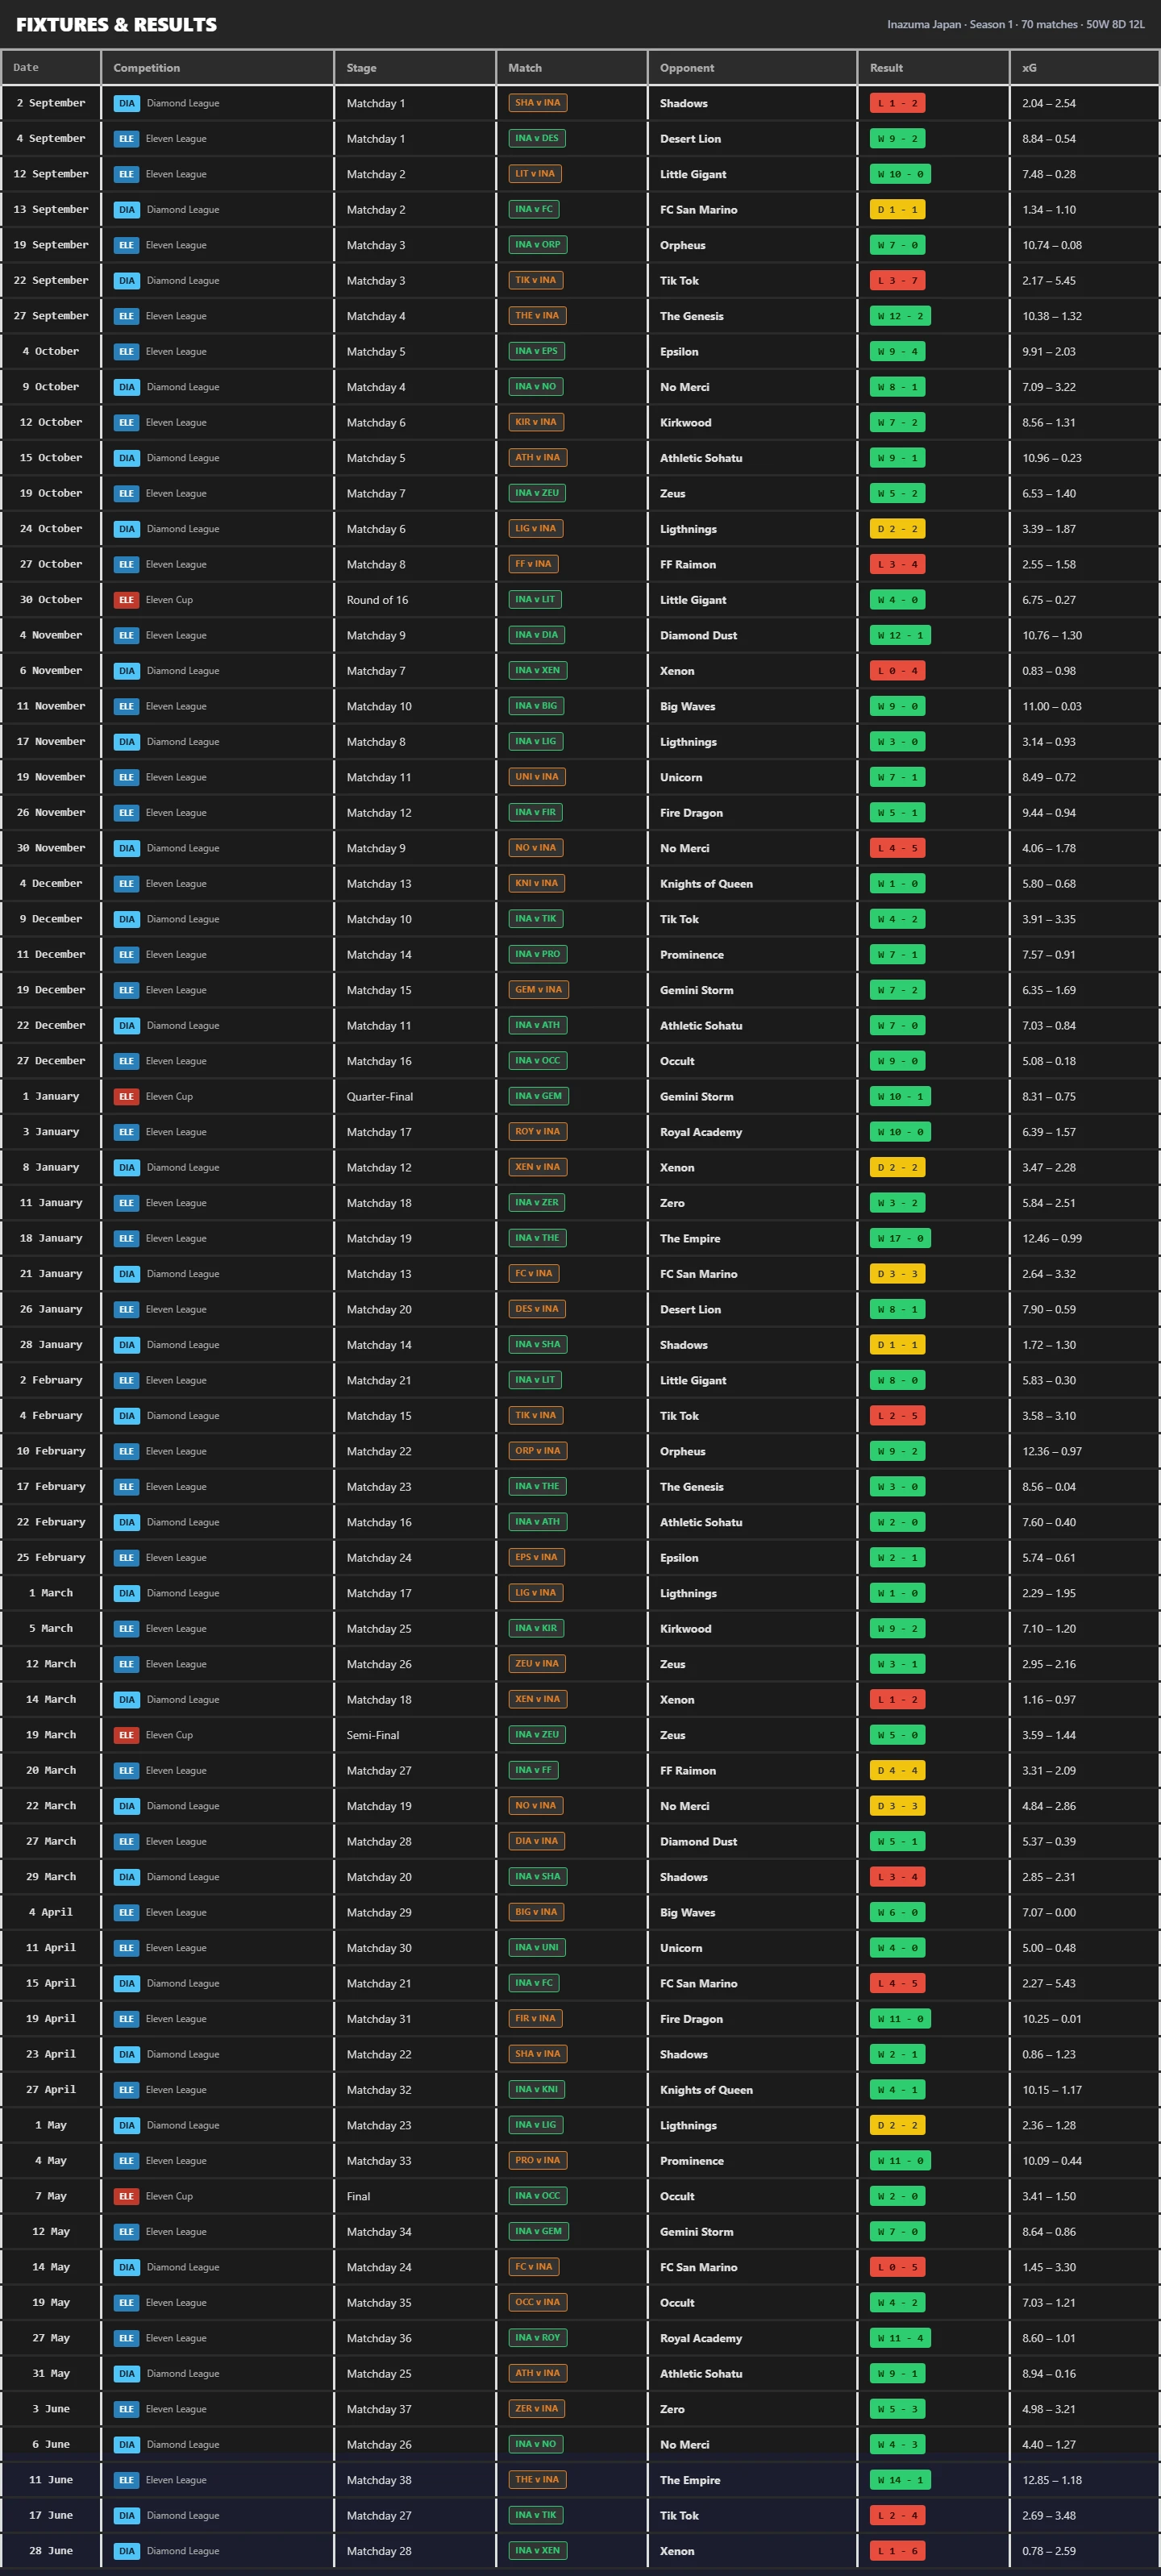 FIXTURES & RESULTS Inazuma Japan · Season 1 · 70 matches · 50W 8D 12L
Date Competition Stage Match Opponent Result xG
2 September DIA Diamond League Matchday 1 SHA v INA Shadows L 1 - 2 2.04 – 2.54
4 September ELE Eleven League Matchday 1 INA v DES Desert Lion W 9 - 2 8.84 – 0.54
12 September ELE Eleven League Matchday 2 LIT v INA Little Gigant W 10 - 0 7.48 – 0.28
13 September DIA Diamond League Matchday 2 INA v FC FC San Marino D 1 - 1 1.34 – 1.10
19 September ELE Eleven League Matchday 3 INA v ORP Orpheus W 7 - 0 10.74 – 0.08
22 September DIA Diamond League Matchday 3 TIK v INA Tik Tok L 3 - 7 2.17 – 5.45
27 September ELE Eleven League Matchday 4 THE v INA The Genesis W 12 - 2 10.38 – 1.32
4 October ELE Eleven League Matchday 5 INA v EPS Epsilon W 9 - 4 9.91 – 2.03
9 October DIA Diamond League Matchday 4 INA v NO No Merci W 8 - 1 7.09 – 3.22
12 October ELE Eleven League Matchday 6 KIR v INA Kirkwood W 7 - 2 8.56 – 1.31
15 October DIA Diamond League Matchday 5 ATH v INA Athletic Sohatu W 9 - 1 10.96 – 0.23
19 October ELE Eleven League Matchday 7 INA v ZEU Zeus W 5 - 2 6.53 – 1.40
24 October DIA Diamond League Matchday 6 LIG v INA Ligthnings D 2 - 2 3.39 – 1.87
27 October ELE Eleven League Matchday 8 FF v INA FF Raimon L 3 - 4 2.55 – 1.58
30 October ELE Eleven Cup Round of 16 INA v LIT Little Gigant W 4 - 0 6.75 – 0.27
4 November ELE Eleven League Matchday 9 INA v DIA Diamond Dust W 12 - 1 10.76 – 1.30
6 November DIA Diamond League Matchday 7 INA v XEN Xenon L 0 - 4 0.83 – 0.98
11 November ELE Eleven League Matchday 10 INA v BIG Big Waves W 9 - 0 11.00 – 0.03
17 November DIA Diamond League Matchday 8 INA v LIG Ligthnings W 3 - 0 3.14 – 0.93
19 November ELE Eleven League Matchday 11 UNI v INA Unicorn W 7 - 1 8.49 – 0.72
26 November ELE Eleven League Matchday 12 INA v FIR Fire Dragon W 5 - 1 9.44 – 0.94
30 November DIA Diamond League Matchday 9 NO v INA No Merci L 4 - 5 4.06 – 1.78
4 December ELE Eleven League Matchday 13 KNI v INA Knights of Queen W 1 - 0 5.80 – 0.68
9 December DIA Diamond League Matchday 10 INA v TIK Tik Tok W 4 - 2 3.91 – 3.35
11 December ELE Eleven League Matchday 14 INA v PRO Prominence W 7 - 1 7.57 – 0.91
19 December ELE Eleven League Matchday 15 GEM v INA Gemini Storm W 7 - 2 6.35 – 1.69
22 December DIA Diamond League Matchday 11 INA v ATH Athletic Sohatu W 7 - 0 7.03 – 0.84
27 December ELE Eleven League Matchday 16 INA v OCC Occult W 9 - 0 5.08 – 0.18
1 January ELE Eleven Cup Quarter-Final INA v GEM Gemini Storm W 10 - 1 8.31 – 0.75
3 January ELE Eleven League Matchday 17 ROY v INA Royal Academy W 10 - 0 6.39 – 1.57
8 January DIA Diamond League Matchday 12 XEN v INA Xenon D 2 - 2 3.47 – 2.28
11 January ELE Eleven League Matchday 18 INA v ZER Zero W 3 - 2 5.84 – 2.51
18 January ELE Eleven League Matchday 19 INA v THE The Empire W 17 - 0 12.46 – 0.99
21 January DIA Diamond League Matchday 13 FC v INA FC San Marino D 3 - 3 2.64 – 3.32
26 January ELE Eleven League Matchday 20 DES v INA Desert Lion W 8 - 1 7.90 – 0.59
28 January DIA Diamond League Matchday 14 INA v SHA Shadows D 1 - 1 1.72 – 1.30
2 February ELE Eleven League Matchday 21 INA v LIT Little Gigant W 8 - 0 5.83 – 0.30
4 February DIA Diamond League Matchday 15 TIK v INA Tik Tok L 2 - 5 3.58 – 3.10
10 February ELE Eleven League Matchday 22 ORP v INA Orpheus W 9 - 2 12.36 – 0.97
17 February ELE Eleven League Matchday 23 INA v THE The Genesis W 3 - 0 8.56 – 0.04
22 February DIA Diamond League Matchday 16 INA v ATH Athletic Sohatu W 2 - 0 7.60 – 0.40
25 February ELE Eleven League Matchday 24 EPS v INA Epsilon W 2 - 1 5.74 – 0.61
1 March DIA Diamond League Matchday 17 LIG v INA Ligthnings W 1 - 0 2.29 – 1.95
5 March ELE Eleven League Matchday 25 INA v KIR Kirkwood W 9 - 2 7.10 – 1.20
12 March ELE Eleven League Matchday 26 ZEU v INA Zeus W 3 - 1 2.95 – 2.16
14 March DIA Diamond League Matchday 18 XEN v INA Xenon L 1 - 2 1.16 – 0.97
19 March ELE Eleven Cup Semi-Final INA v ZEU Zeus W 5 - 0 3.59 – 1.44
20 March ELE Eleven League Matchday 27 INA v FF FF Raimon D 4 - 4 3.31 – 2.09
22 March DIA Diamond League Matchday 19 NO v INA No Merci D 3 - 3 4.84 – 2.86
27 March ELE Eleven League Matchday 28 DIA v INA Diamond Dust W 5 - 1 5.37 – 0.39
29 March DIA Diamond League Matchday 20 INA v SHA Shadows L 3 - 4 2.85 – 2.31
4 April ELE Eleven League Matchday 29 BIG v INA Big Waves W 6 - 0 7.07 – 0.00
11 April ELE Eleven League Matchday 30 INA v UNI Unicorn W 4 - 0 5.00 – 0.48
15 April DIA Diamond League Matchday 21 INA v FC FC San Marino L 4 - 5 2.27 – 5.43
19 April ELE Eleven League Matchday 31 FIR v INA Fire Dragon W 11 - 0 10.25 – 0.01
23 April DIA Diamond League Matchday 22 SHA v INA Shadows W 2 - 1 0.86 – 1.23
27 April ELE Eleven League Matchday 32 INA v KNI Knights of Queen W 4 - 1 10.15 – 1.17
1 May DIA Diamond League Matchday 23 INA v LIG Ligthnings D 2 - 2 2.36 – 1.28
4 May ELE Eleven League Matchday 33 PRO v INA Prominence W 11 - 0 10.09 – 0.44
7 May ELE Eleven Cup Final INA v OCC Occult W 2 - 0 3.41 – 1.50
12 May ELE Eleven League Matchday 34 INA v GEM Gemini Storm W 7 - 0 8.64 – 0.86
14 May DIA Diamond League Matchday 24 FC v INA FC San Marino L 0 - 5 1.45 – 3.30
19 May ELE Eleven League Matchday 35 OCC v INA Occult W 4 - 2 7.03 – 1.21
27 May ELE Eleven League Matchday 36 INA v ROY Royal Academy W 11 - 4 8.60 – 1.01
31 May DIA Diamond League Matchday 25 ATH v INA Athletic Sohatu W 9 - 1 8.94 – 0.16
3 June ELE Eleven League Matchday 37 ZER v INA Zero W 5 - 3 4.98 – 3.21
6 June DIA Diamond League Matchday 26 INA v NO No Merci W 4 - 3 4.40 – 1.27
11 June ELE Eleven League Matchday 38 THE v INA The Empire W 14 - 1 12.85 – 1.18
17 June DIA Diamond League Matchday 27 INA v TIK Tik Tok L 2 - 4 2.69 – 3.48
28 June DIA Diamond League Matchday 28 INA v XEN Xenon L 1 - 6 0.78 – 2.59